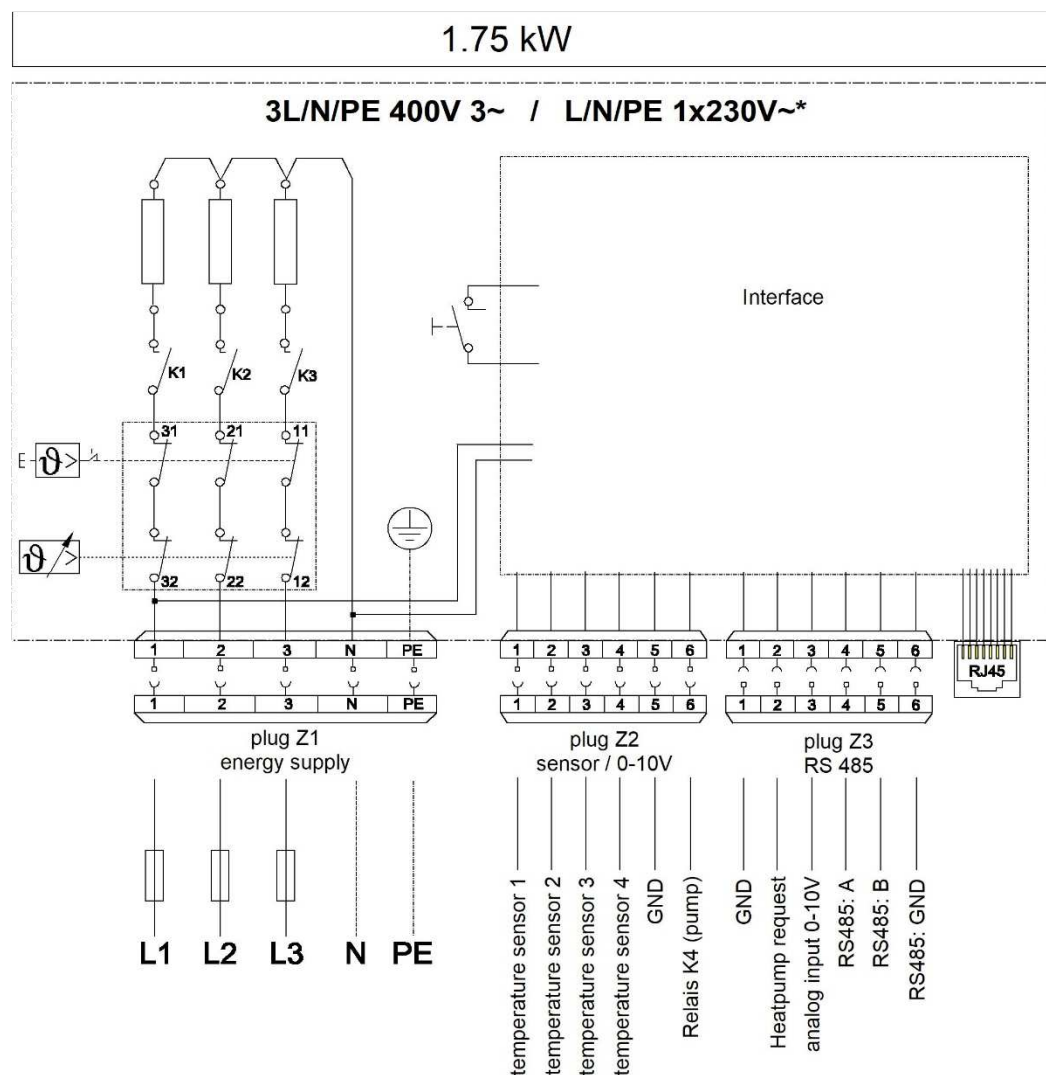 1.75 kW
3L/N/PE 400V 3~ / L/N/PE 1x230V~*
Interface
K1 K2 K3
31 21 11
ϑ >
ϑ >
32 22 12
1 2 3 N PE
1 2 3 4 5 6
1 2 3 4 5 6
RJ45
1 2 3 N PE
1 2 3 4 5 6
1 2 3 4 5 6
plug Z1
energy supply
plug Z2
sensor / 0-10V
plug Z3
RS 485
L1 L2 L3 N PE
temperature sensor 1
temperature sensor 2
temperature sensor 3
temperature sensor 4
GND
Relais K4 (pump)
GND
Heatpump request
analog input 0-10V
RS485: A
RS485: B
RS485: GND